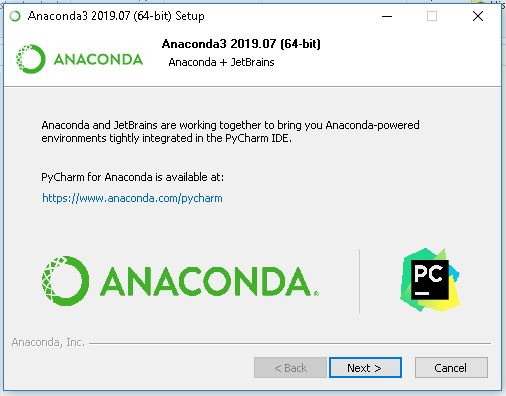 Anaconda3 2019.07 (64-bit) Setup
ANACONDA
Anaconda3 2019.07 (64-bit)
Anaconda + JetBrains
Anaconda and JetBrains are working together to bring you Anaconda-powered
environments tightly integrated in the PyCharm IDE.
PyCharm for Anaconda is available at:
https://www.anaconda.com/pycharm
ANACONDA®
PC
Anaconda, Inc.
< Back
Next >
Cancel